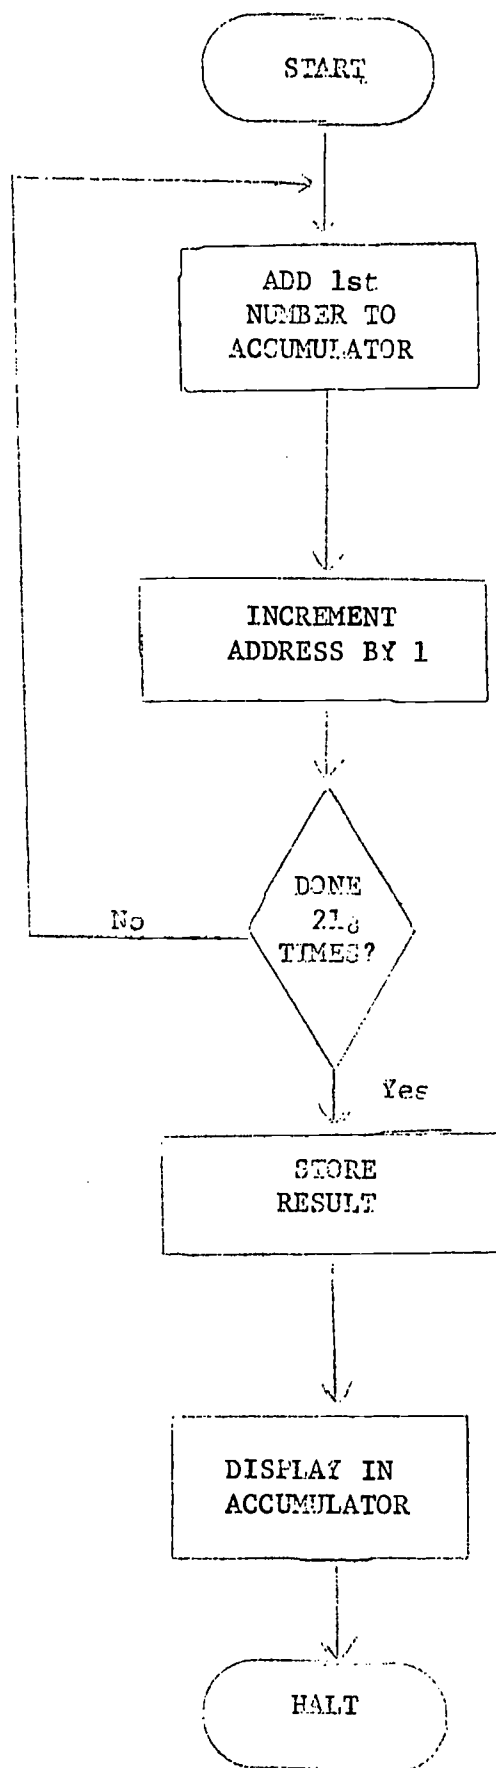 START
ADD 1st
NUMBER TO
ACCUMULATOR
INCREMENT
ADDRESS BY 1
DONE
21₈
TIMES?
No
Yes
STORE
RESULT
DISPLAY IN
ACCUMULATOR
HALT